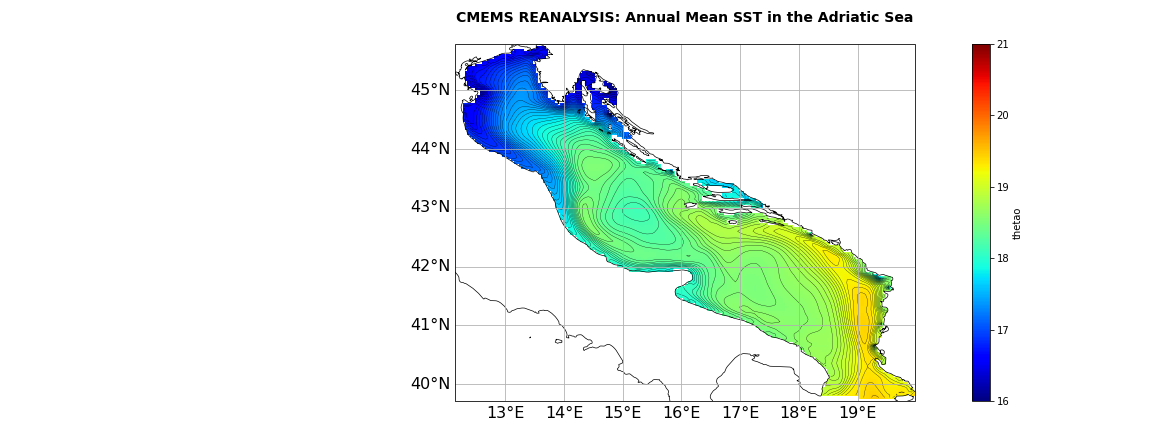 CMEMS REANALYSIS: Annual Mean SST in the Adriatic Sea
45°N
44°N
43°N
42°N
41°N
40°N
13°E 14°E 15°E 16°E 17°E 18°E 19°E
21
20
19
18
17
16
thetao